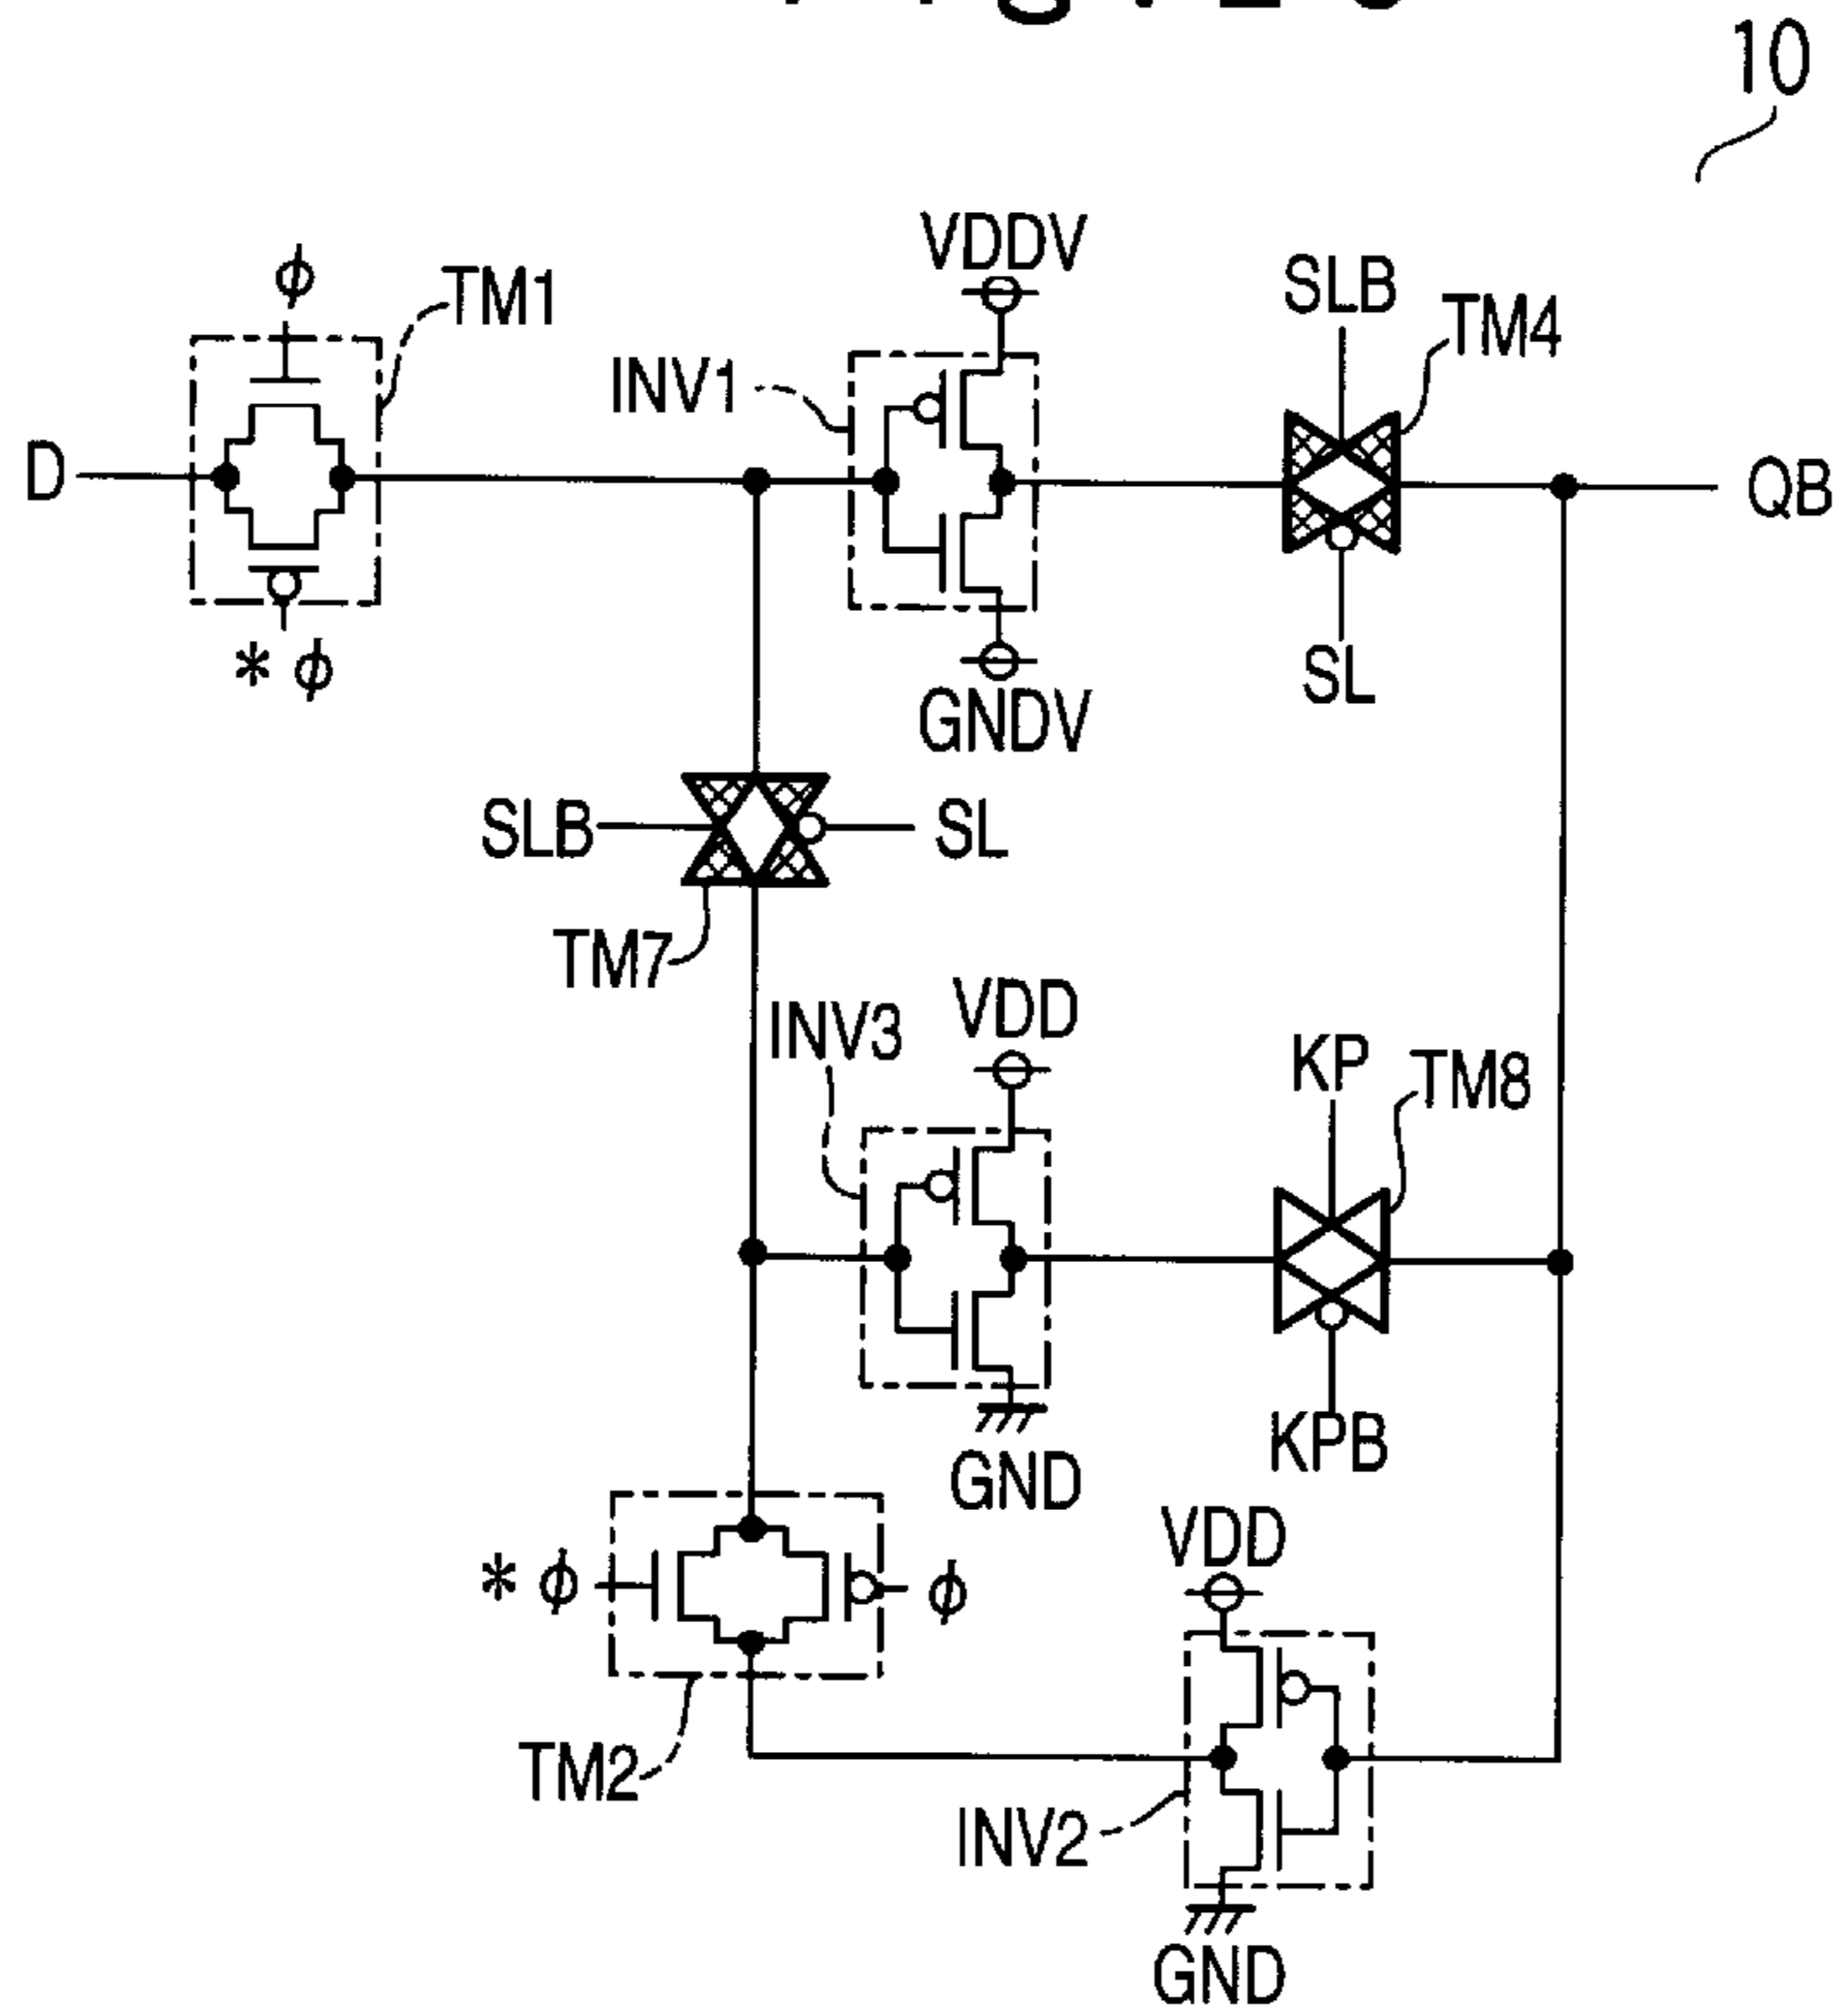 10
VDDV
φ
TM1
SLB
TM4
INV1
D
QB
* φ
SL
GNDV
SLB
SL
TM7
VDD
INV3
KP
TM8
KPB
GND
VDD
* φ
φ
TM2
INV2
GND